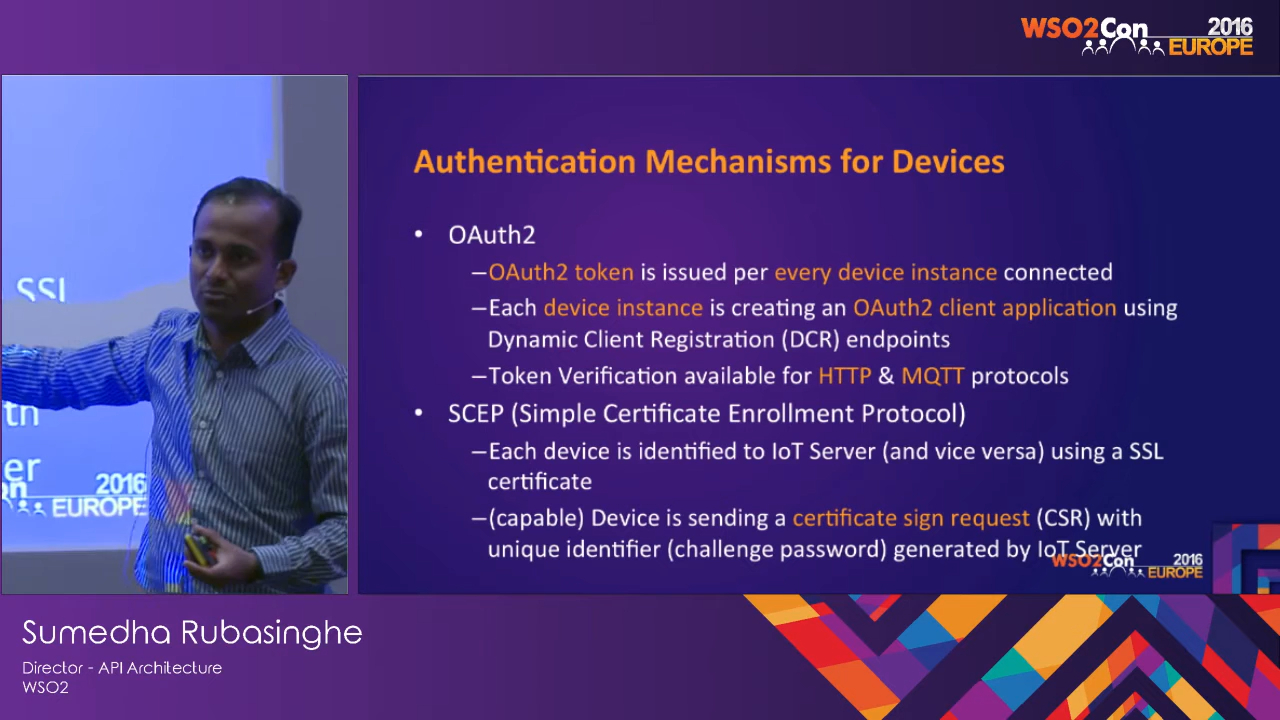 WSO2Con 2016
EUROPE
SSL
th
er
on 2016
EUROPE
Authentication Mechanisms for Devices
• OAuth2
–OAuth2 token is issued per every device instance connected
–Each device instance is creating an OAuth2 client application using
Dynamic Client Registration (DCR) endpoints
–Token Verification available for HTTP & MQTT protocols
• SCEP (Simple Certificate Enrollment Protocol)
–Each device is identified to IoT Server (and vice versa) using a SSL
certificate
–(capable) Device is sending a certificate sign request (CSR) with
unique identifier (challenge password) generated by IoT Server
WSO2Con 2016
EUROPE
Sumedha Rubasinghe
Director - API Architecture
WSO2